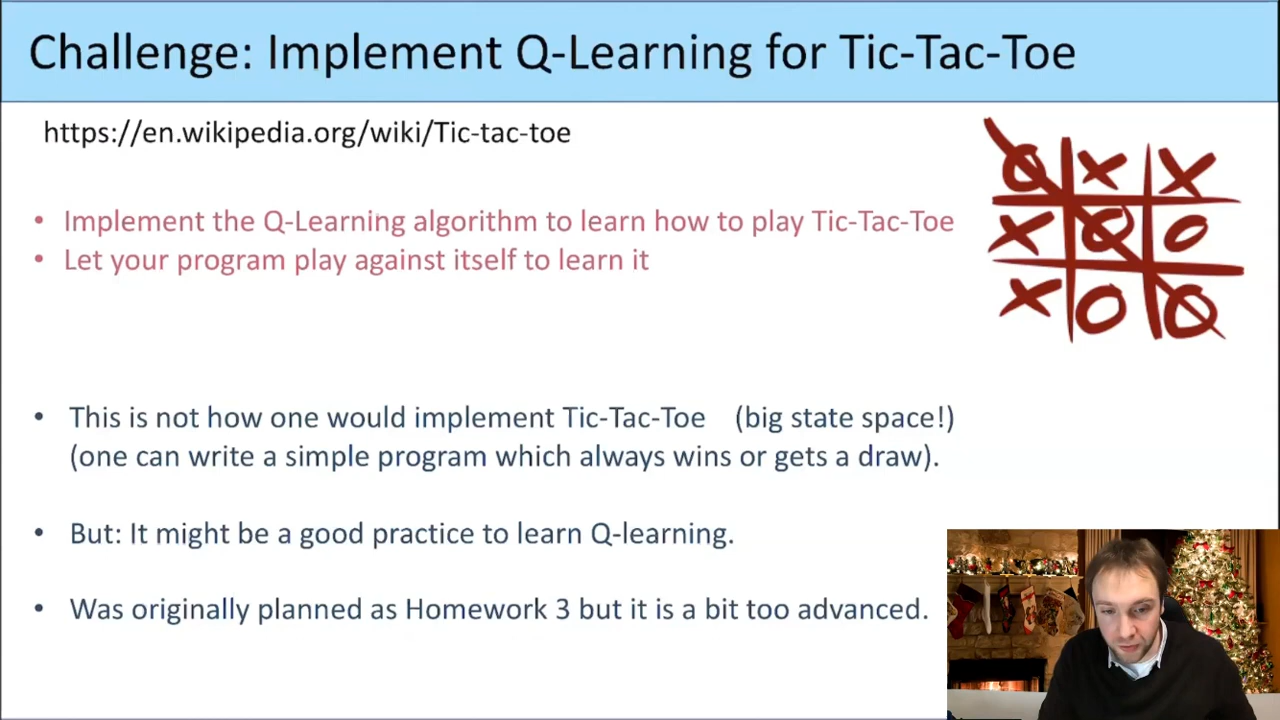 Challenge: Implement Q-Learning for Tic-Tac-Toe
https://en.wikipedia.org/wiki/Tic-tac-toe
• Implement the Q-Learning algorithm to learn how to play Tic-Tac-Toe
• Let your program play against itself to learn it
O X X
X O O
X O O
• This is not how one would implement Tic-Tac-Toe (big state space!)
(one can write a simple program which always wins or gets a draw).
• But: It might be a good practice to learn Q-learning.
• Was originally planned as Homework 3 but it is a bit too advanced.